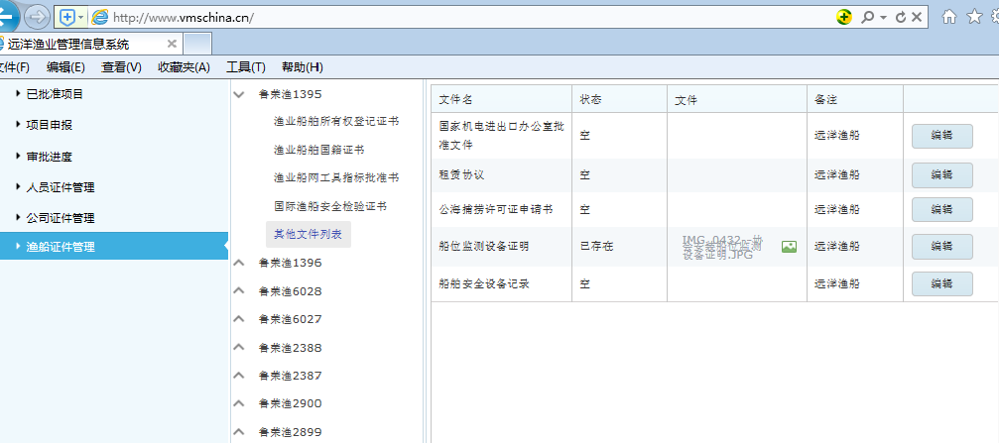 http://www.vmschina.cn/
远洋渔业管理信息系统
文件(F) 编辑(E) 查看(V) 收藏夹(A) 工具(T) 帮助(H)
已批准项目
项目申报
审批进度
人员证件管理
公司证件管理
渔船证件管理
鲁荣渔1395
渔业船舶所有权登记证书
渔业船舶国籍证书
渔业船网工具指标批准书
国际渔船安全检验证书
其他文件列表
鲁荣渔1396
鲁荣渔6028
鲁荣渔6027
鲁荣渔2388
鲁荣渔2387
鲁荣渔2900
鲁荣渔2899
文件名 状态 文件 备注
国家机电进出口办公室批
准文件 空 远洋渔船 编辑
租赁协议 空 远洋渔船 编辑
公海捕捞许可证申请书 空 远洋渔船 编辑
船位监测设备证明 已存在 远洋渔船 编辑
IMG_0432--协
会安装船位监测
设备证明.JPG
船舶安全设备记录 空 远洋渔船 编辑